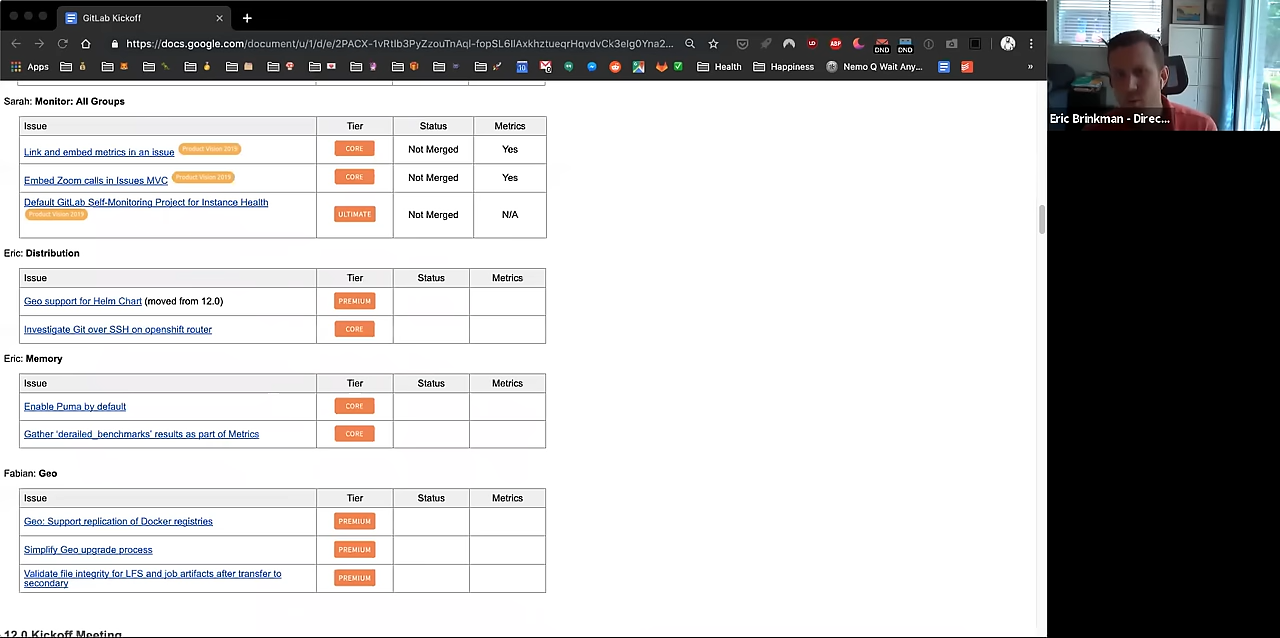 GitLab Kickoff
https://docs.google.com/document/u/1/d/e/2PACX
Apps
Health
Happiness
Nemo Q Wait Any...
DND
DND
Eric Brinkman - Direc...
Sarah: Monitor: All Groups
Issue Tier Status Metrics
Link and embed metrics in an issue Product Vision 2019 CORE Not Merged Yes
Embed Zoom calls in Issues MVC Product Vision 2019 CORE Not Merged Yes
Default GitLab Self-Monitoring Project for Instance Health
Product Vision 2019 ULTIMATE Not Merged N/A
Eric: Distribution
Issue Tier Status Metrics
Geo support for Helm Chart (moved from 12.0) PREMIUM
Investigate Git over SSH on openshift router CORE
Eric: Memory
Issue Tier Status Metrics
Enable Puma by default CORE
Gather 'derailed_benchmarks' results as part of Metrics CORE
Fabian: Geo
Issue Tier Status Metrics
Geo: Support replication of Docker registries PREMIUM
Simplify Geo upgrade process PREMIUM
Validate file integrity for LFS and job artifacts after transfer to
secondary PREMIUM
12.0 Kickoff Meeting